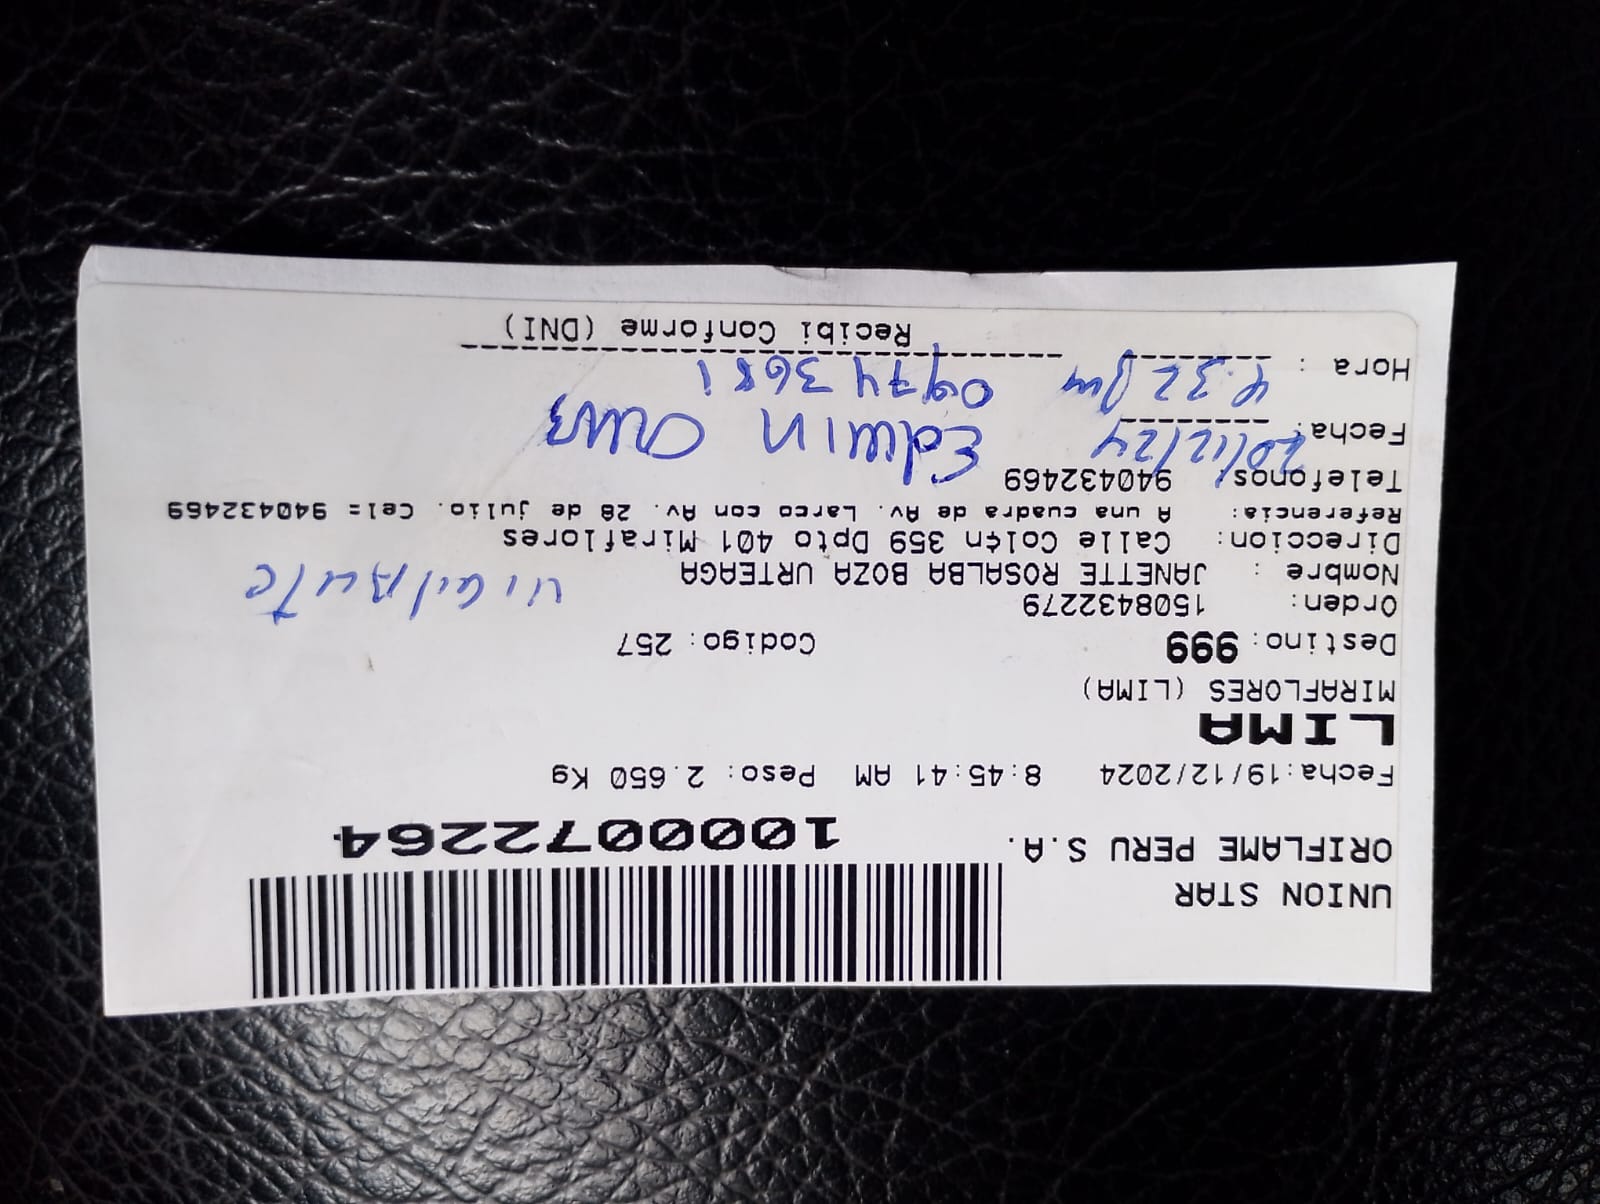 UNION STAR
ORIFLAME PERU S.A.
1000072264
Fecha:19/12/2024 8:45:41 AM Peso: 2.650 Kg
LIMA
MIRAFLORES (LIMA)
Destino: 999 Codigo: 257
Orden: 1508432279
Nombre : JANETTE ROSALBA BOZA URTEAGA
Direccion: Calle Col¢n 359 Dpto 401 Miraflores
Referencia: A una cuadra de Av. Larco con Av. 28 de julio. Cel= 940432469
Telefonos: 940432469
Fecha: 20/12/24 Edwin
Hora : 4:32 pm 09743681
Recibi Conforme (DNI)